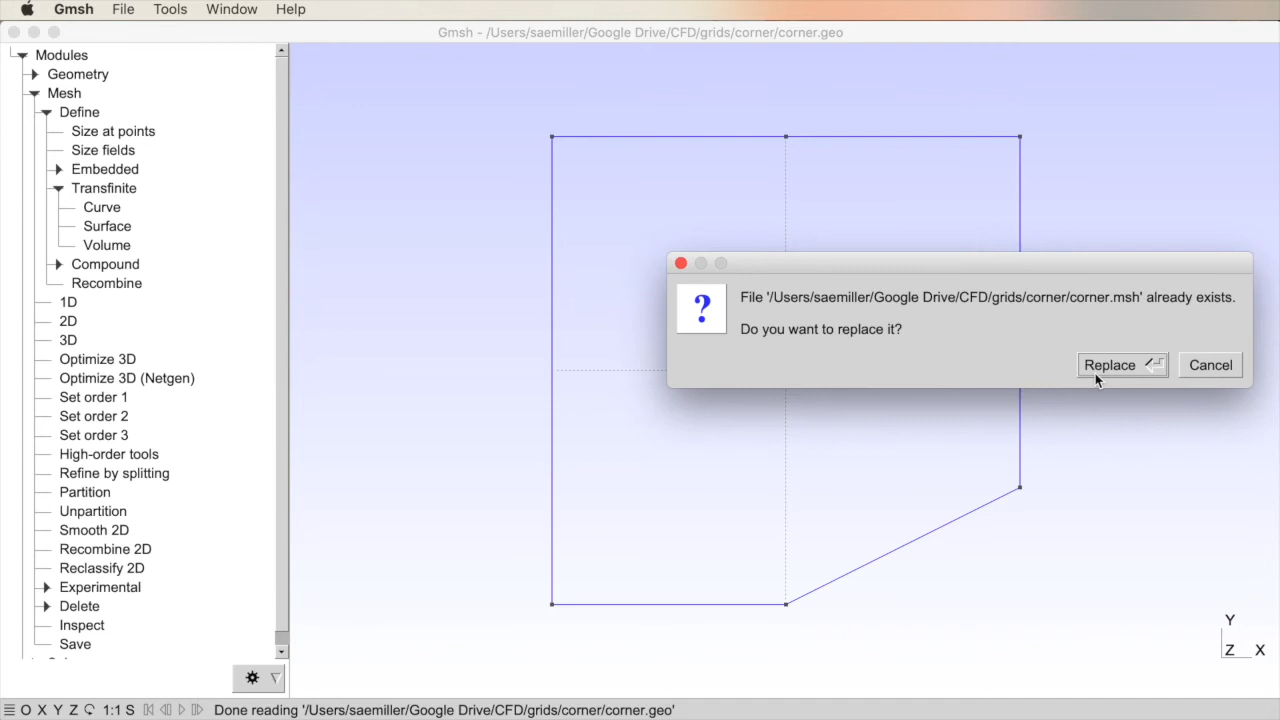 Gmsh File Tools Window Help
Gmsh - /Users/saemiller/Google Drive/CFD/grids/corner/corner.geo
Modules
Geometry
Mesh
Define
Size at points
Size fields
Embedded
Transfinite
Curve
Surface
Volume
Compound
Recombine
1D
2D
3D
Optimize 3D
Optimize 3D (Netgen)
Set order 1
Set order 2
Set order 3
High-order tools
Refine by splitting
Partition
Unpartition
Smooth 2D
Recombine 2D
Reclassify 2D
Experimental
Delete
Inspect
Save
?
File '/Users/saemiller/Google Drive/CFD/grids/corner/corner.msh' already exists.
Do you want to replace it?
Replace Cancel
Y
Z X
O X Y Z 1:1 S Done reading '/Users/saemiller/Google Drive/CFD/grids/corner/corner.geo'